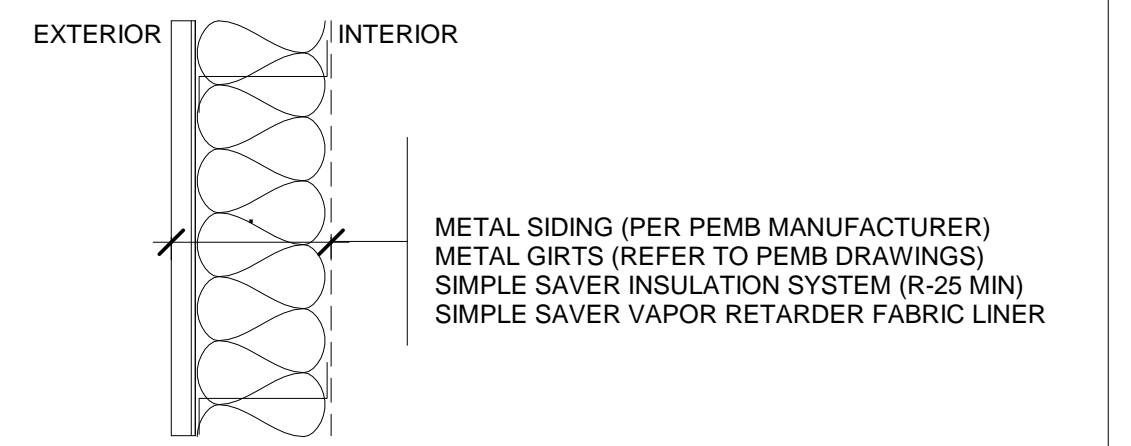 EXTERIOR INTERIOR
METAL SIDING (PER PEMB MANUFACTURER)
METAL GIRTS (REFER TO PEMB DRAWINGS)
SIMPLE SAVER INSULATION SYSTEM (R-25 MIN)
SIMPLE SAVER VAPOR RETARDER FABRIC LINER